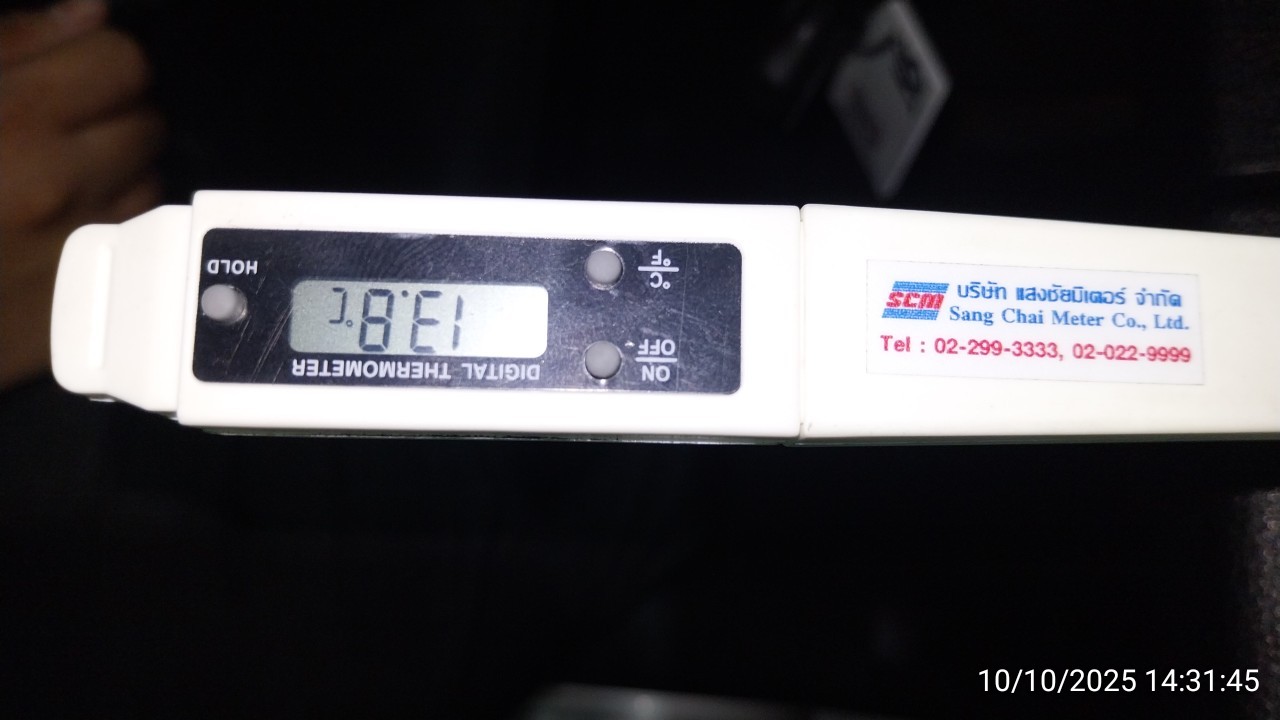 HOLD
13.8°C
DIGITAL THERMOMETER
°C
°F
ON
OFF
scm
บริษัท แสงชัยมิเตอร์ จำกัด
Sang Chai Meter Co., Ltd.
Tel : 02-299-3333, 02-022-9999
10/10/2025 14:31:45